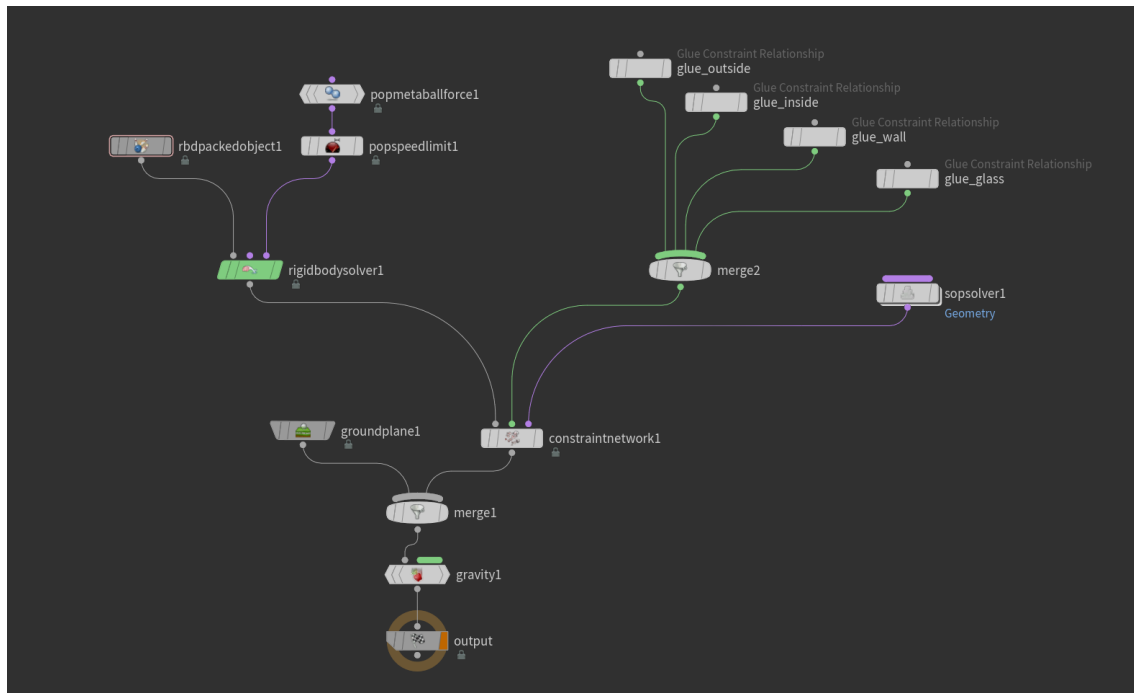 Glue Constraint Relationship
glue_outside
Glue Constraint Relationship
glue_inside
popmetaballforce1
Glue Constraint Relationship
glue_wall
rbdpackedobject1
popspeedlimit1
Glue Constraint Relationship
glue_glass
rigidbodysolver1
merge2
sopsolver1
Geometry
groundplane1
constraintnetwork1
merge1
gravity1
output